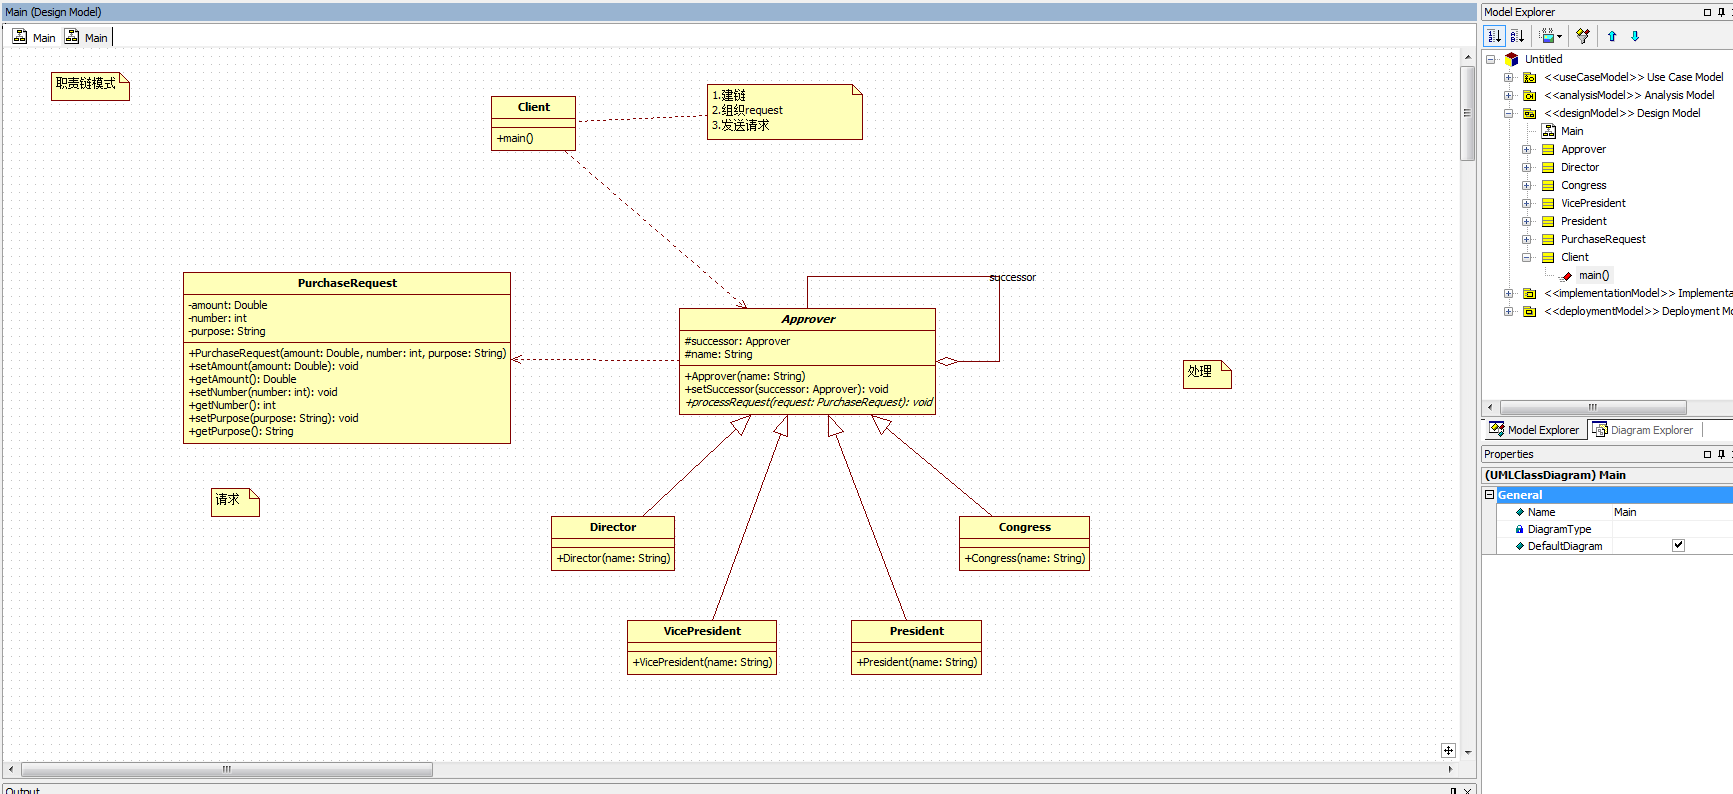 Main (Design Model)
Main
Main
职责链模式
Client
+main()
1.建链
2.组织request
3.发送请求
PurchaseRequest
-amount: Double
-number: int
-purpose: String
+PurchaseRequest(amount: Double, number: int, purpose: String)
+setAmount(amount: Double): void
+getAmount(): Double
+setNumber(number: int): void
+getNumber(): int
+setPurpose(purpose: String): void
+getPurpose(): String
successor
Approver
#successor: Approver
#name: String
+Approver(name: String)
+setSuccessor(successor: Approver): void
+processRequest(request: PurchaseRequest): void
处理
请求
Director
+Director(name: String)
Congress
+Congress(name: String)
VicePresident
+VicePresident(name: String)
President
+President(name: String)
Output
Model Explorer
Untitled
<<useCaseModel>> Use Case Model
<<analysisModel>> Analysis Model
<<designModel>> Design Model
Main
Approver
Director
Congress
VicePresident
President
PurchaseRequest
Client
main()
<<implementationModel>> Implementa
<<deploymentModel>> Deployment Mo
Model Explorer
Diagram Explorer
Properties
(UMLClassDiagram) Main
General
Name Main
DiagramType
DefaultDiagram